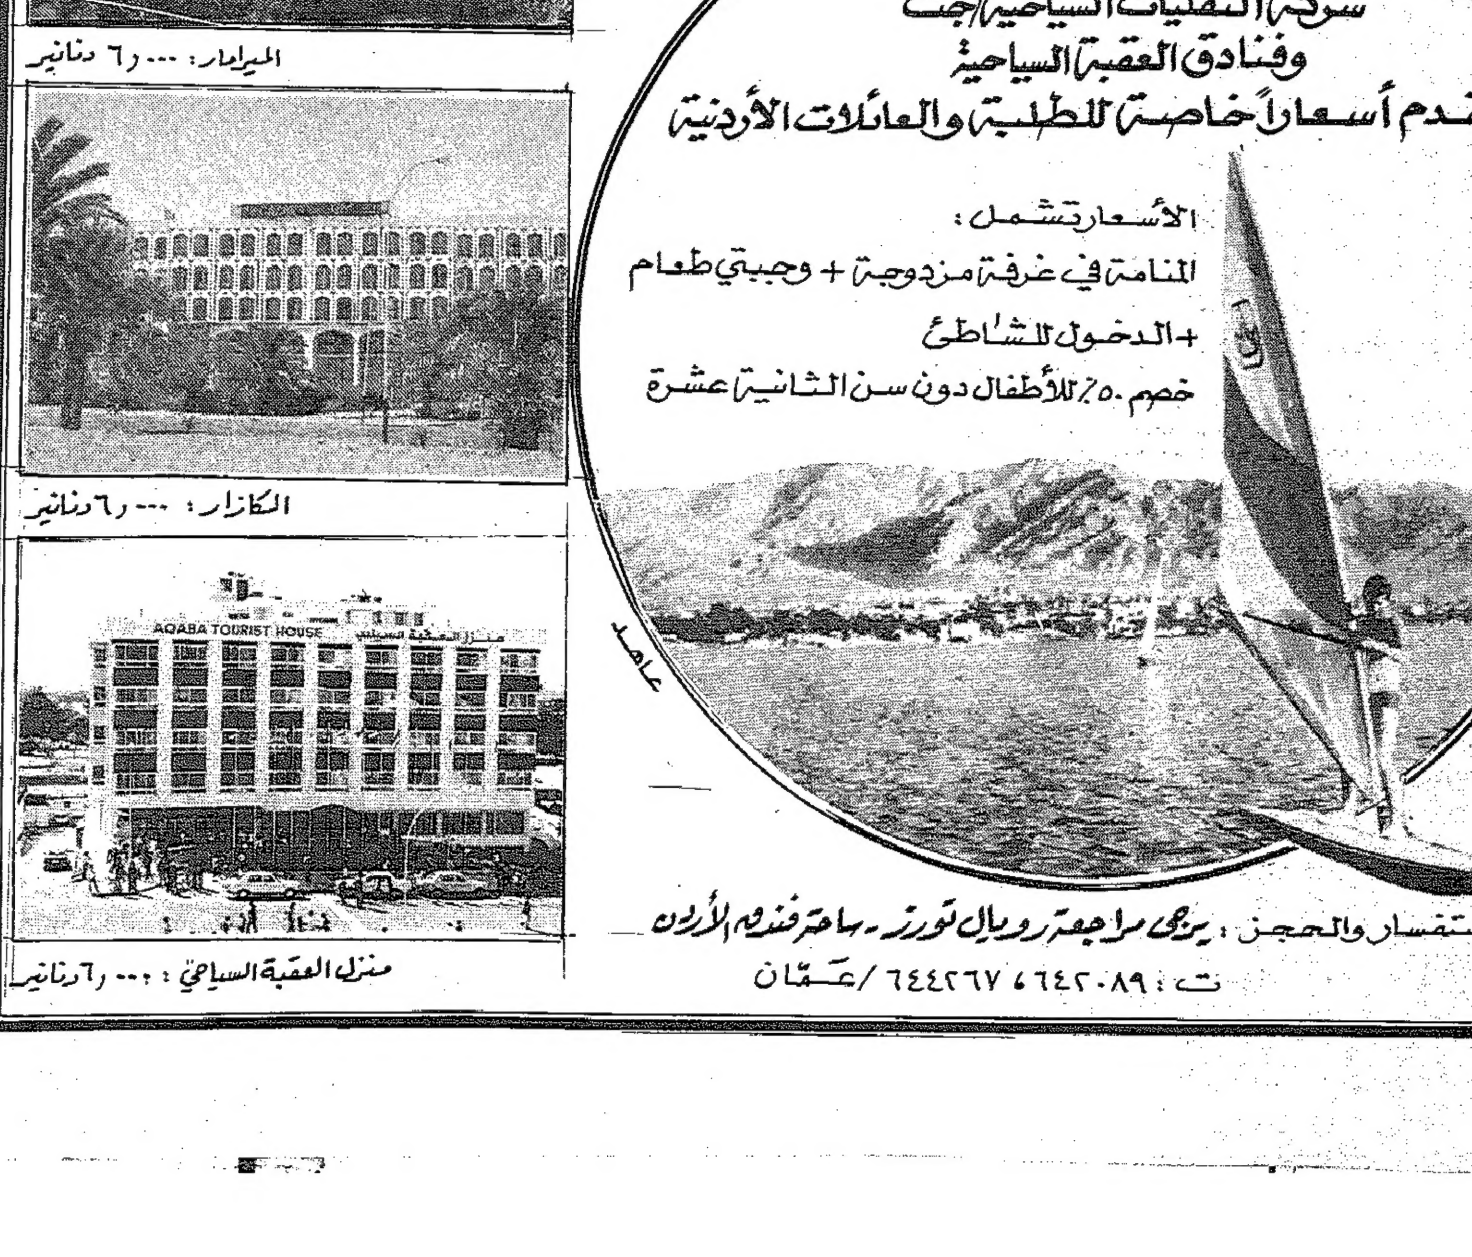 وفنادق العقبة السياحية
أسعاراً خاصة للطلبة والعائلات الأردنية
الأسعار تشمل :
المنامة في غرفة مزدوجة + وجبتي طعام
+ الدخول للشاطئ
خصم ٥٠٪ للأطفال دون سن الثانية عشرة
عاهد
والحجز : يرجى مراجعة رويال تورز - ساحة فندق الأردن
ت : ٦٤٢٠٨٩ ، ٦٤٤٢٦٧ / عمّان
الميرامار : ٦٫٠٠٠ دنانير
الكازار : ٦٫٠٠٠ دنانير
AQABA TOURIST HOUSE
منزل العقبة السياحي
منزل العقبة السياحيّ : ٦٫٠٠٠ دنانير